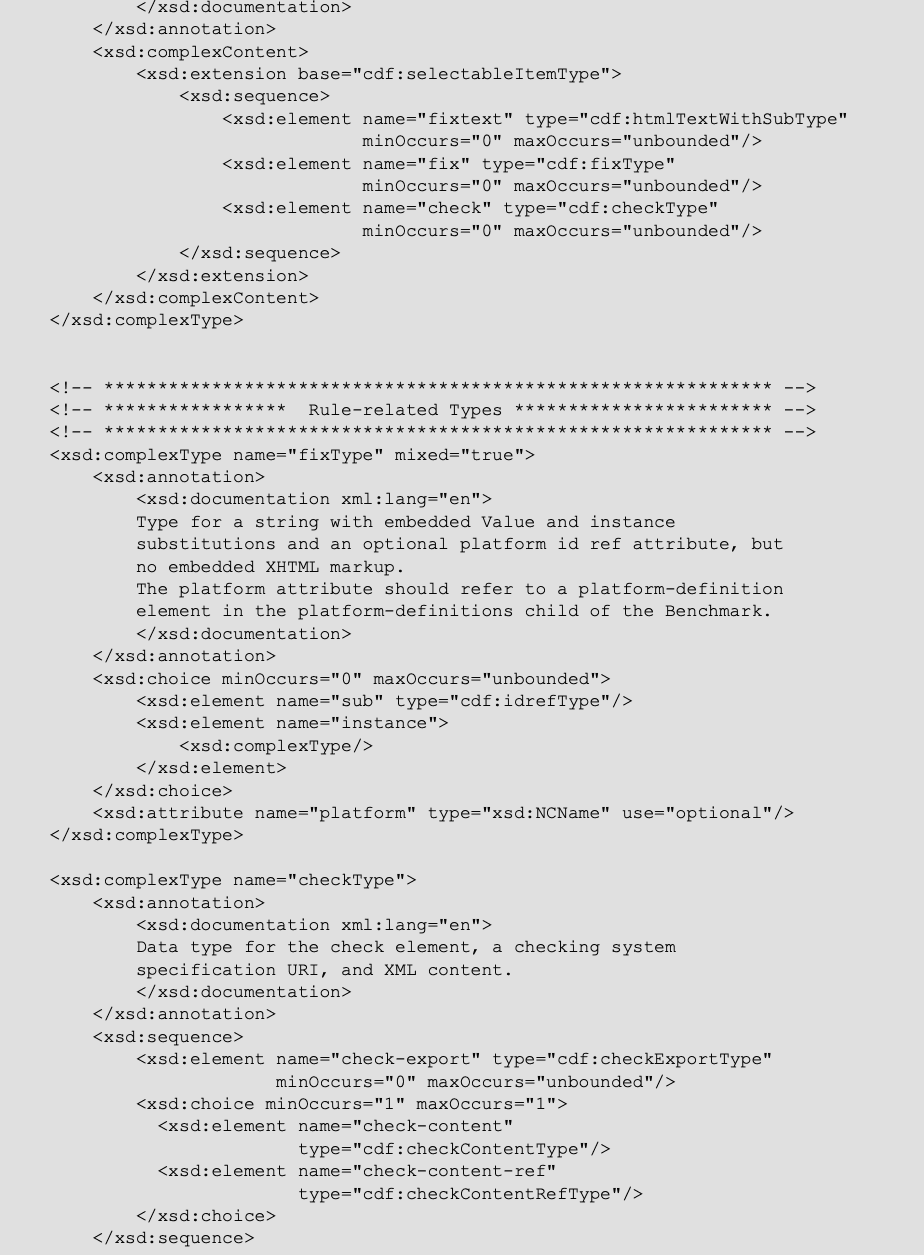 </xsd:documentation>
</xsd:annotation>
<xsd:complexContent>
<xsd:extension base="cdf:selectableItemType">
<xsd:sequence>
<xsd:element name="fixtext" type="cdf:htmlTextWithSubType"
minOccurs="0" maxOccurs="unbounded"/>
<xsd:element name="fix" type="cdf:fixType"
minOccurs="0" maxOccurs="unbounded"/>
<xsd:element name="check" type="cdf:checkType"
minOccurs="0" maxOccurs="unbounded"/>
</xsd:sequence>
</xsd:extension>
</xsd:complexContent>
</xsd:complexType>
<!-- ************************************************************** -->
<!-- ***************** Rule-related Types ************************ -->
<!-- ************************************************************** -->
<xsd:complexType name="fixType" mixed="true">
<xsd:annotation>
<xsd:documentation xml:lang="en">
Type for a string with embedded Value and instance
substitutions and an optional platform id ref attribute, but
no embedded XHTML markup.
The platform attribute should refer to a platform-definition
element in the platform-definitions child of the Benchmark.
</xsd:documentation>
</xsd:annotation>
<xsd:choice minOccurs="0" maxOccurs="unbounded">
<xsd:element name="sub" type="cdf:idrefType"/>
<xsd:element name="instance">
<xsd:complexType/>
</xsd:element>
</xsd:choice>
<xsd:attribute name="platform" type="xsd:NCName" use="optional"/>
</xsd:complexType>
<xsd:complexType name="checkType">
<xsd:annotation>
<xsd:documentation xml:lang="en">
Data type for the check element, a checking system
specification URI, and XML content.
</xsd:documentation>
</xsd:annotation>
<xsd:sequence>
<xsd:element name="check-export" type="cdf:checkExportType"
minOccurs="0" maxOccurs="unbounded"/>
<xsd:choice minOccurs="1" maxOccurs="1">
<xsd:element name="check-content"
type="cdf:checkContentType"/>
<xsd:element name="check-content-ref"
type="cdf:checkContentRefType"/>
</xsd:choice>
</xsd:sequence>